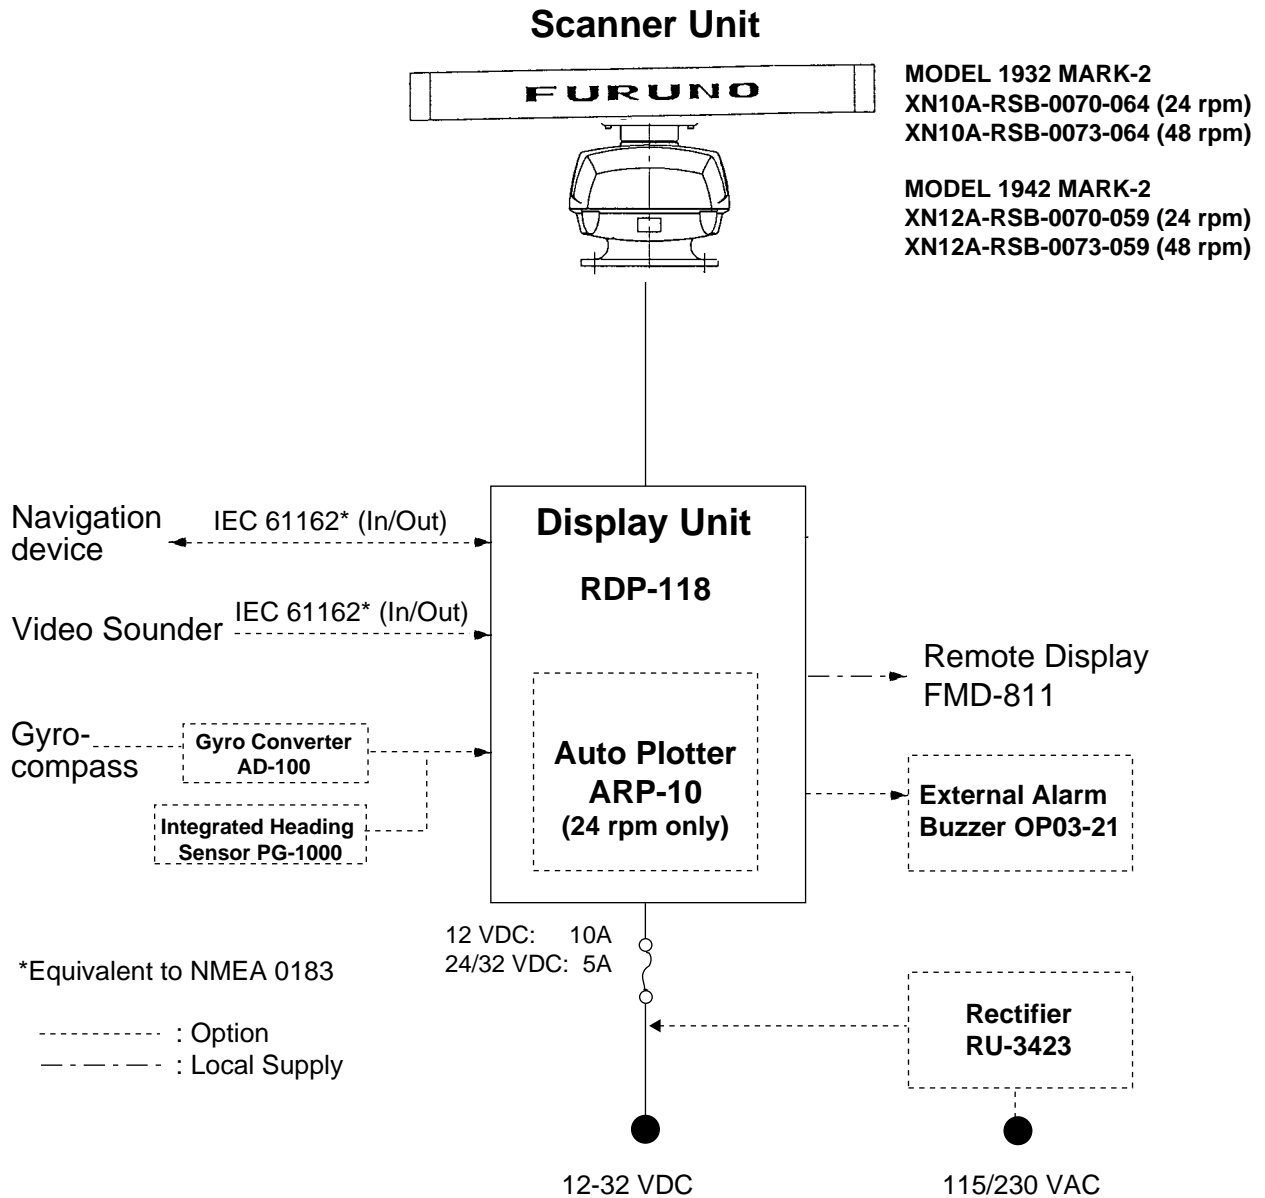 Scanner Unit
FURUNO
MODEL 1932 MARK-2
XN10A-RSB-0070-064 (24 rpm)
XN10A-RSB-0073-064 (48 rpm)
MODEL 1942 MARK-2
XN12A-RSB-0070-059 (24 rpm)
XN12A-RSB-0073-059 (48 rpm)
Navigation
device
IEC 61162* (In/Out)
Display Unit
RDP-118
Video Sounder
IEC 61162* (In/Out)
Remote Display
FMD-811
Gyro-
compass
Gyro Converter
AD-100
Integrated Heading
Sensor PG-1000
Auto Plotter
ARP-10
(24 rpm only)
External Alarm
Buzzer OP03-21
12 VDC: 10A
24/32 VDC: 5A
*Equivalent to NMEA 0183
: Option
: Local Supply
Rectifier
RU-3423
12-32 VDC
115/230 VAC